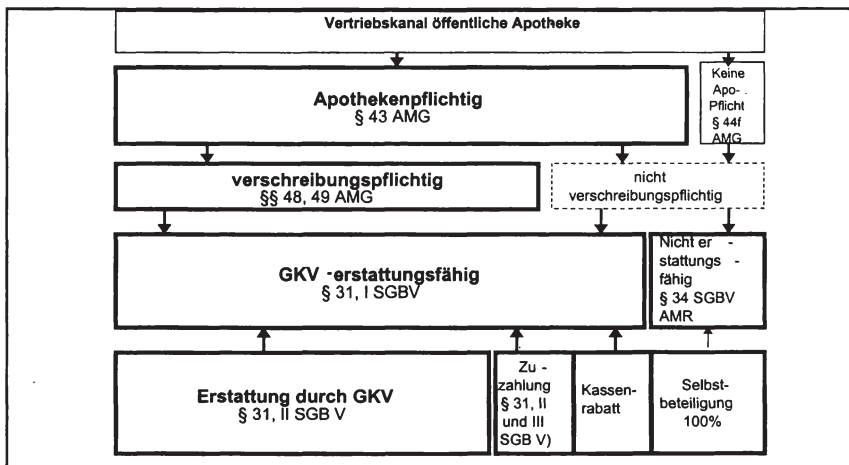 Vertriebskanal öffentliche Apotheke
Apothekenpflichtig
§ 43 AMG
Keine
Apo-
Pflicht
§ 44f
AMG
verschreibungspflichtig
§§ 48, 49 AMG
nicht
verschreibungspflichtig
GKV -erstattungsfähig
§ 31, I SGBV
Nicht er -
stattungs -
fähig
§ 34 SGBV
AMR
Erstattung durch GKV
§ 31, II SGB V
Zu -
zahlung
§ 31, II
und III
SGB V)
Kassen-
rabatt
Selbst-
beteiligung
100%